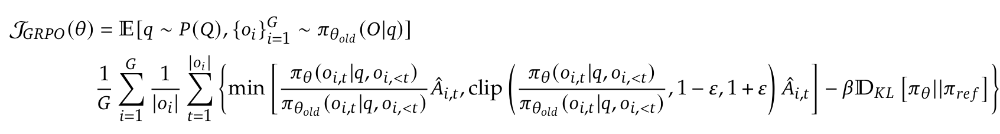 𝒥_{GRPO}(θ) = 𝔼[q ∼ P(Q), {o_i}_{i=1}^{G} ∼ π_{θ_{old}}(O|q)]
\frac{1}{G} \sum_{i=1}^{G} \frac{1}{|o_i|} \sum_{t=1}^{|o_i|} \left\{ \min \left[ \frac{π_θ(o_{i,t}|q, o_{i,<t})}{π_{θ_{old}}(o_{i,t}|q, o_{i,<t})} \hat{A}_{i,t}, \text{clip} \left( \frac{π_θ(o_{i,t}|q, o_{i,<t})}{π_{θ_{old}}(o_{i,t}|q, o_{i,<t})}, 1 − ε, 1 + ε \right) \hat{A}_{i,t} \right] − β𝔻_{KL} \left[ π_θ || π_{ref} \right] \right\}